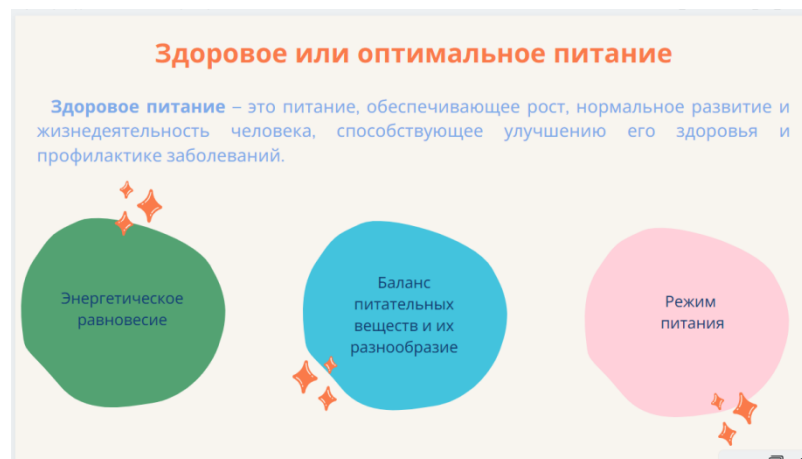 Здоровое или оптимальное питание
Здоровое питание – это питание, обеспечивающее рост, нормальное развитие и
жизнедеятельность человека, способствующее улучшению его здоровья и
профилактике заболеваний.
Энергетическое
равновесие
Баланс
питательных
веществ и их
разнообразие
Режим
питания